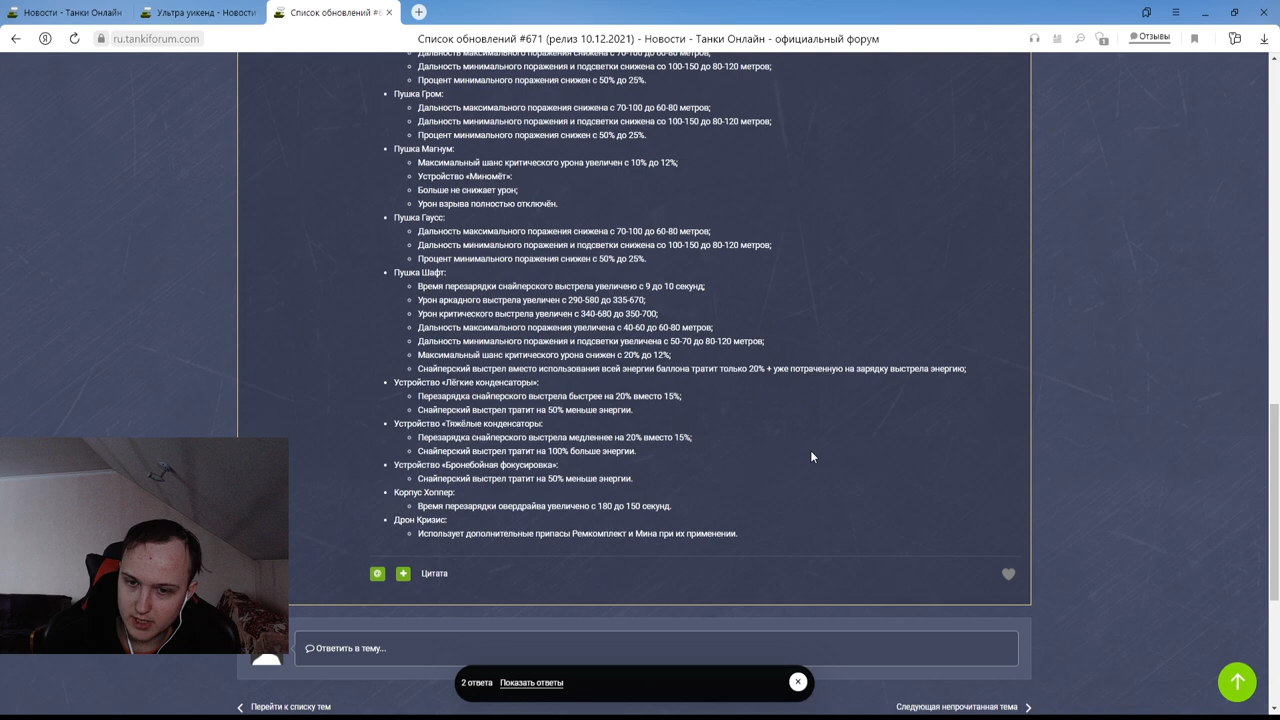 Новости - Танки Онлайн
Ультра уикенд - Новости
Список обновлений #6
ru.tankiforum.com
Список обновлений #671 (релиз 10.12.2021) - Новости - Танки Онлайн - официальный форум
Отзывы
Дальность максимального поражения снижена с 70-100 до 60-80 метров;
Дальность минимального поражения и подсветки снижена со 100-150 до 80-120 метров;
Процент минимального поражения снижен с 50% до 25%.
Пушка Гром:
Дальность максимального поражения снижена с 70-100 до 60-80 метров;
Дальность минимального поражения и подсветки снижена со 100-150 до 80-120 метров;
Процент минимального поражения снижен с 50% до 25%.
Пушка Магнум:
Максимальный шанс критического урона увеличен с 10% до 12%;
Устройство «Миномёт»:
Больше не снижает урон;
Урон взрыва полностью отключён.
Пушка Гаусс:
Дальность максимального поражения снижена с 70-100 до 60-80 метров;
Дальность минимального поражения и подсветки снижена со 100-150 до 80-120 метров;
Процент минимального поражения снижен с 50% до 25%.
Пушка Шафт:
Время перезарядки снайперского выстрела увеличено с 9 до 10 секунд;
Урон аркадного выстрела увеличен с 290-580 до 335-670;
Урон критического выстрела увеличен с 340-680 до 350-700;
Дальность максимального поражения увеличена с 40-60 до 60-80 метров;
Дальность минимального поражения и подсветки увеличена с 50-70 до 80-120 метров;
Максимальный шанс критического урона снижен с 20% до 12%;
Снайперский выстрел вместо использования всей энергии баллона тратит только 20% + уже потраченную на зарядку выстрела энергию;
Устройство «Лёгкие конденсаторы»:
Перезарядка снайперского выстрела быстрее на 20% вместо 15%;
Снайперский выстрел тратит на 50% меньше энергии.
Устройство «Тяжёлые конденсаторы:
Перезарядка снайперского выстрела медленнее на 20% вместо 15%;
Снайперский выстрел тратит на 100% больше энергии.
Устройство «Бронебойная фокусировка»:
Снайперский выстрел тратит на 50% меньше энергии.
Корпус Хоппер:
Время перезарядки овердрайва увеличено с 180 до 150 секунд.
Дрон Кризис:
Использует дополнительные припасы Ремкомплект и Мина при их применении.
Цитата
Ответить в тему...
2 ответа Показать ответы
Перейти к списку тем
Следующая непрочитанная тема